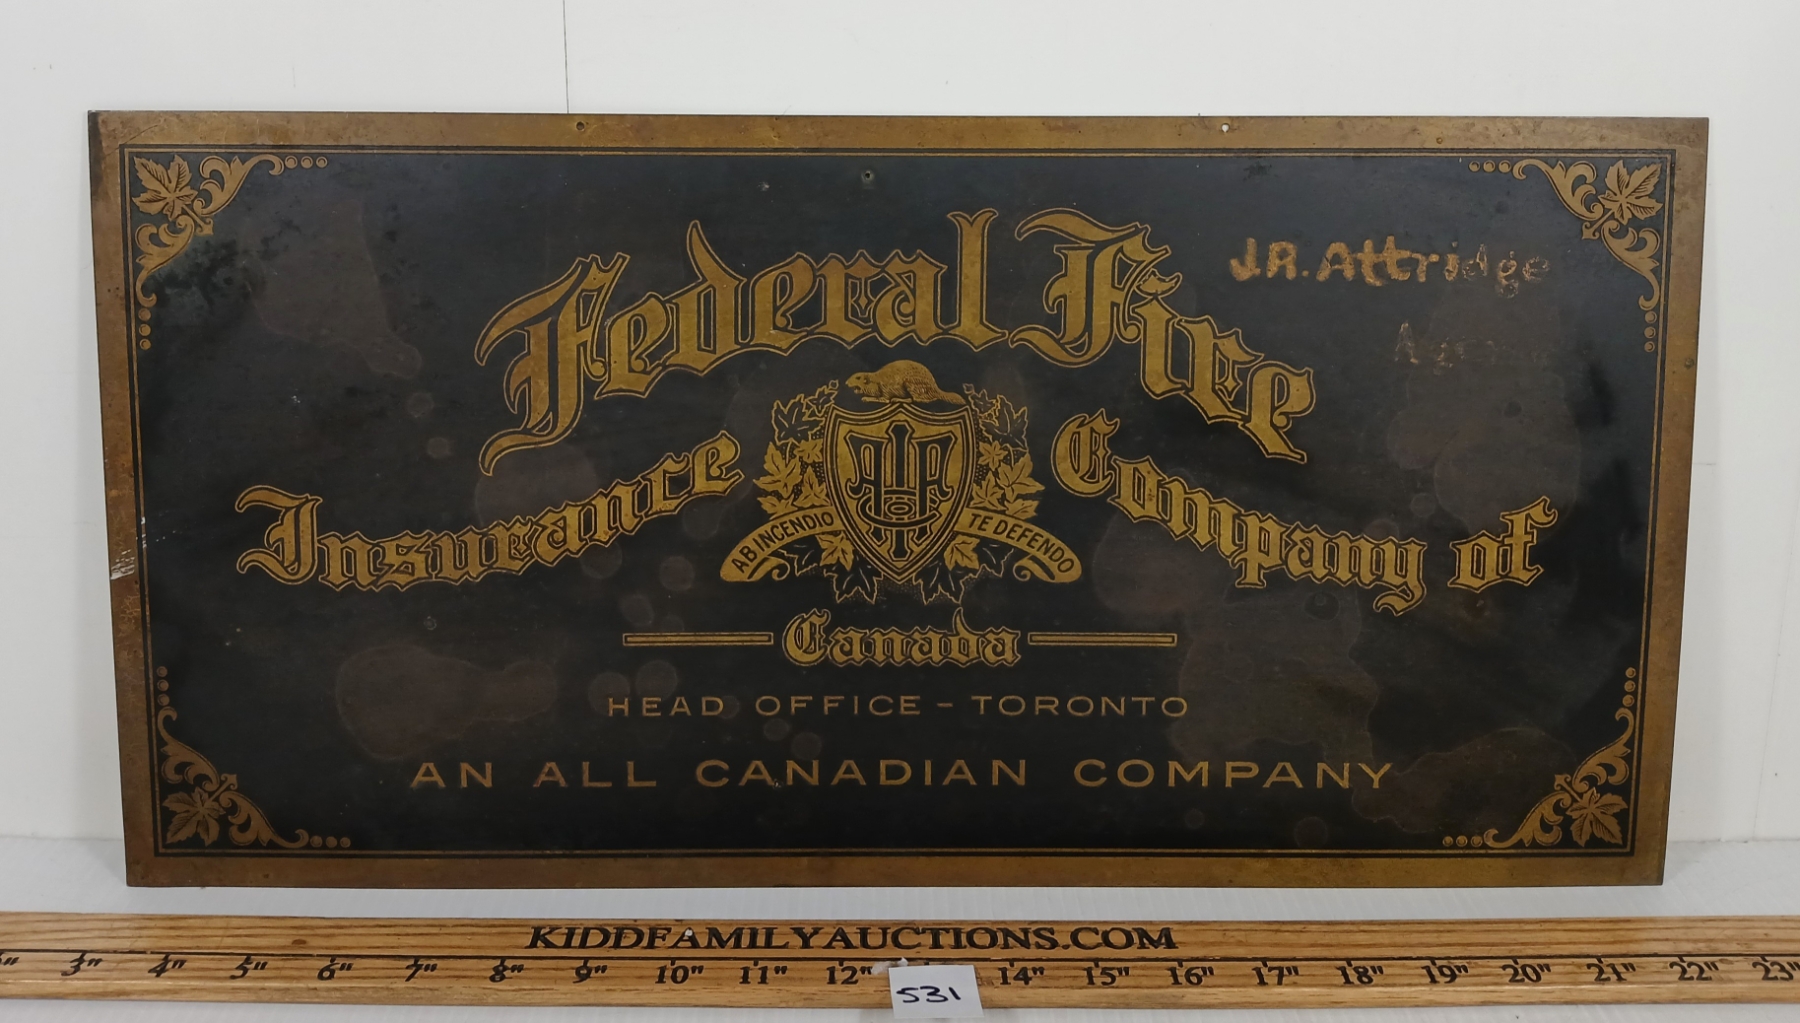 Federal Fire
J.A. Attridge
Insurance Company of
AB INCENDIO TE DEFENDO
Canada
HEAD OFFICE - TORONTO
AN ALL CANADIAN COMPANY
KIDDFAMILYAUCTIONS.COM
3" 4" 5" 6" 7" 8" 9" 10" 11" 12" 14" 15" 16" 17" 18" 19" 20" 21" 22" 23"
531